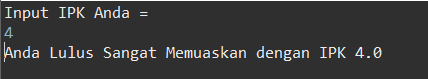 Input IPK Anda =
4
Anda Lulus Sangat Memuaskan dengan IPK 4.0